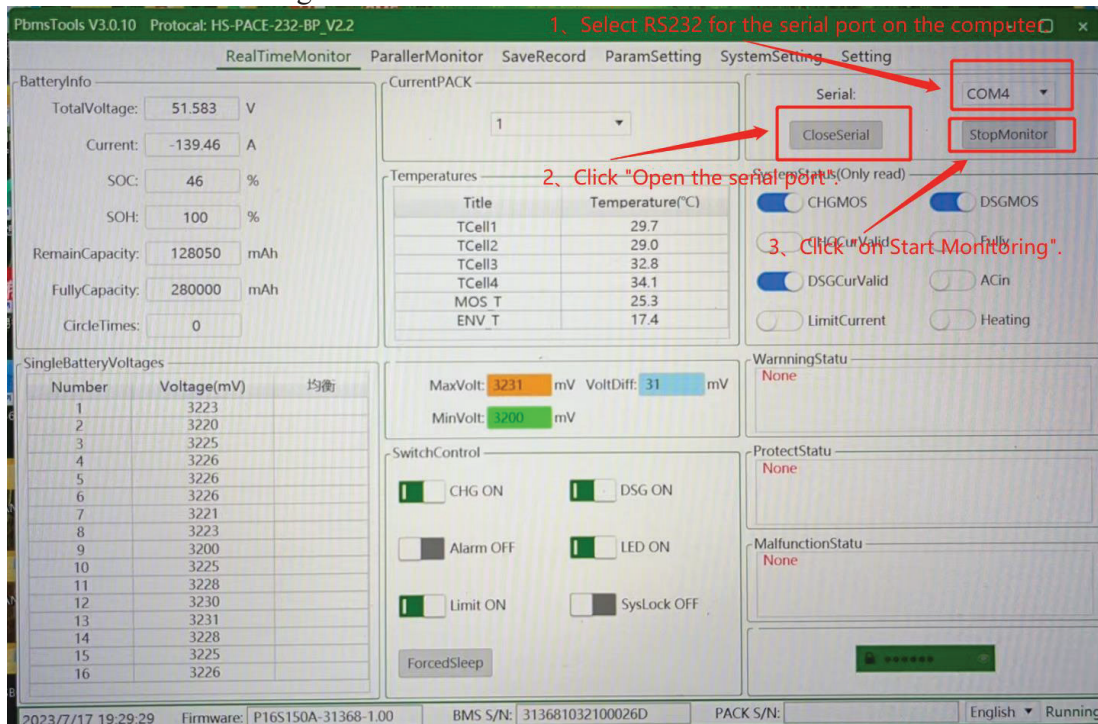 PbmsTools V3.0.10 Protocal: HS-PACE-232-BP_V2.2
1、Select RS232 for the serial port on the computer
RealTimeMonitor ParallerMonitor SaveRecord ParamSetting SystemSetting Setting
BatteryInfo
TotalVoltage: 51.583 V
Current: -139.46 A
SOC: 46 %
SOH: 100 %
RemainCapacity: 128050 mAh
FullyCapacity: 280000 mAh
CircleTimes: 0
CurrentPACK
1
Serial: COM4
CloseSerial StopMonitor
2、Click "Open the serial port".
3、Click "on Start Monitoring".
Temperatures
Title Temperature(℃)
TCell1 29.7
TCell2 29.0
TCell3 32.8
TCell4 34.1
MOS_T 25.3
ENV_T 17.4
SystemStatus(Only read)
CHGMOS DSGMOS
CHGCurValid Fully
DSGCurValid ACin
LimitCurrent Heating
SingleBatteryVoltages
Number Voltage(mV) 均衡
1 3223
2 3220
3 3225
4 3226
5 3226
6 3226
7 3221
8 3223
9 3200
10 3225
11 3228
12 3230
13 3231
14 3228
15 3225
16 3226
MaxVolt: 3231 mV VoltDiff: 31 mV
MinVolt: 3200 mV
SwitchControl
CHG ON DSG ON
Alarm OFF LED ON
Limit ON SysLock OFF
ForcedSleep
WarnningStatu
None
ProtectStatu
None
MalfunctionStatu
None
2023/7/17 19:29:29 Firmware: P16S150A-31368-1.00 BMS S/N: 313681032100026D PACK S/N: English Running